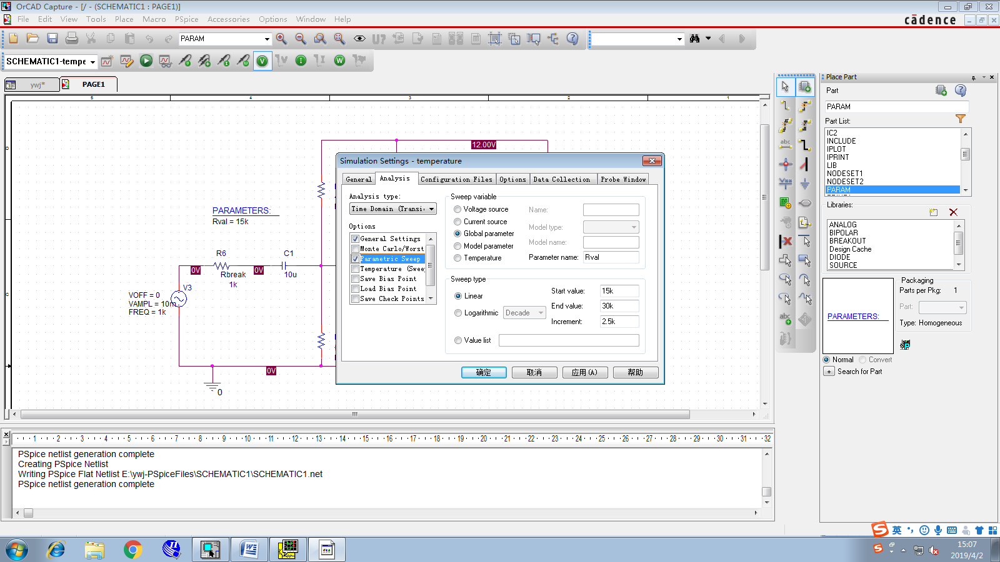 OrCAD Capture - [/ - (SCHEMATIC1 : PAGE1)]
File Edit View Tools Place Macro PSpice Accessories Options Window Help
cādence
PARAM
SCHEMATIC1-tempe
ywj*
PAGE1
5 4 3 2 1
D
C
12.00V
PARAMETERS:
Rval = 15k
R6
C1
0V
0V
Rbreak
10u
1k
V3
VOFF = 0
VAMPL = 10m
FREQ = 1k
0V
0
Simulation Settings - temperature
General Analysis Configuration Files Options Data Collection Probe Window
Analysis type:
Time Domain (Transi
Options
General Settings
Monte Carlo/Worst
Parametric Sweep
Temperature (Swee
Save Bias Point
Load Bias Point
Save Check Points
Sweep variable
Voltage source
Current source
Global parameter
Model parameter
Temperature
Name:
Model type:
Model name:
Parameter name: Rval
Sweep type
Linear
Logarithmic Decade
Value list
Start value: 15k
End value: 30k
Increment: 2.5k
确定 取消 应用(A) 帮助
Place Part
Part
PARAM
Part List:
IC2
INCLUDE
IPLOT
IPRINT
LIB
NODESET1
NODESET2
PARAM
Libraries:
ANALOG
BIPOLAR
BREAKOUT
Design Cache
DIODE
SOURCE
PARAMETERS:
Packaging
Parts per Pkg: 1
Part:
Type: Homogeneous
Normal Convert
+ Search for Part
1 2 3 4 5 6 7 8 9 10 11 12 13 14 15 16 17 18 19 20 21 22 23 24 25 26 27 28 29 30 31 32
PSpice netlist generation complete
Creating PSpice Netlist
Writing PSpice Flat Netlist E:\ywj-PSpiceFiles\SCHEMATIC1\SCHEMATIC1.net
PSpice netlist generation complete
英
15:07
2019/4/2